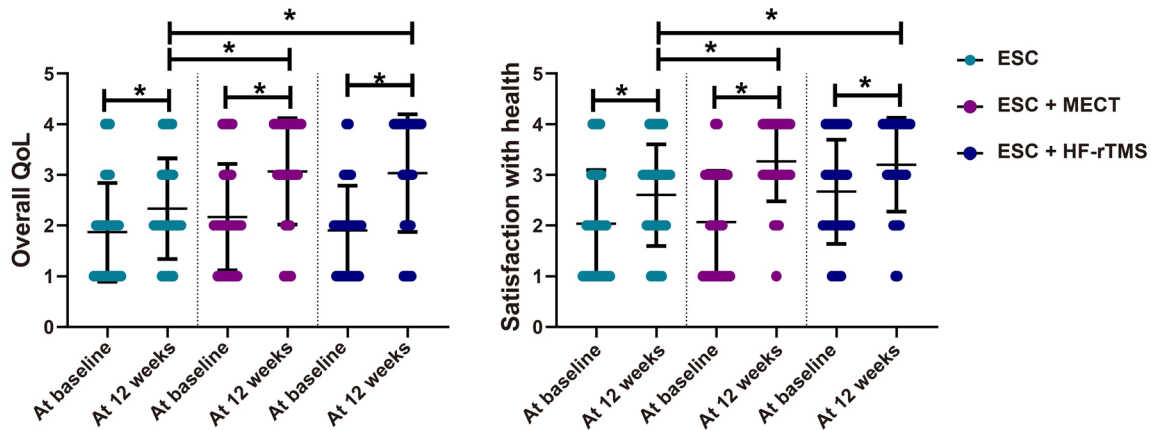 * *
* *
* * * * * *
5 5
4 4
3 3
2 2
1 1
0 0
Overall QoL
Satisfaction with health
At baseline At 12 weeks At baseline At 12 weeks At baseline At 12 weeks
At baseline At 12 weeks At baseline At 12 weeks At baseline At 12 weeks
ESC
ESC + MECT
ESC + HF-rTMS